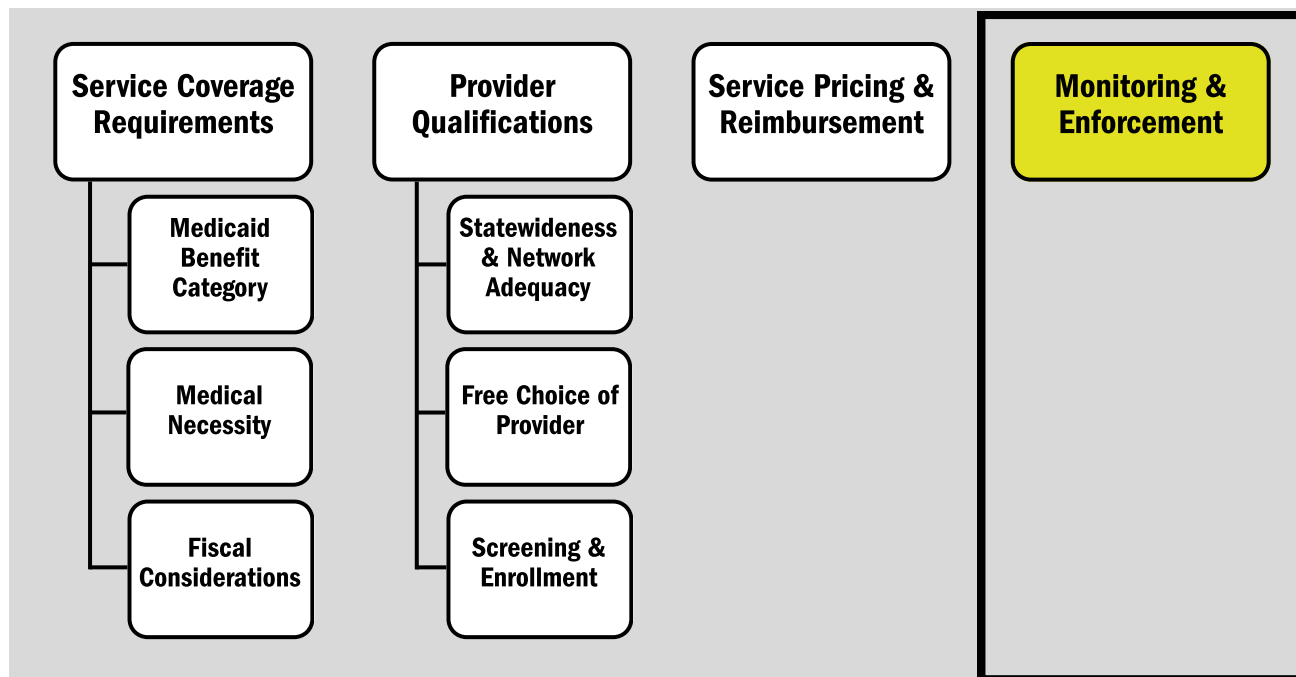 Service Coverage
Requirements
Medicaid
Benefit
Category
Medical
Necessity
Fiscal
Considerations
Provider
Qualifications
Statewideness
& Network
Adequacy
Free Choice of
Provider
Screening &
Enrollment
Service Pricing &
Reimbursement
Monitoring &
Enforcement